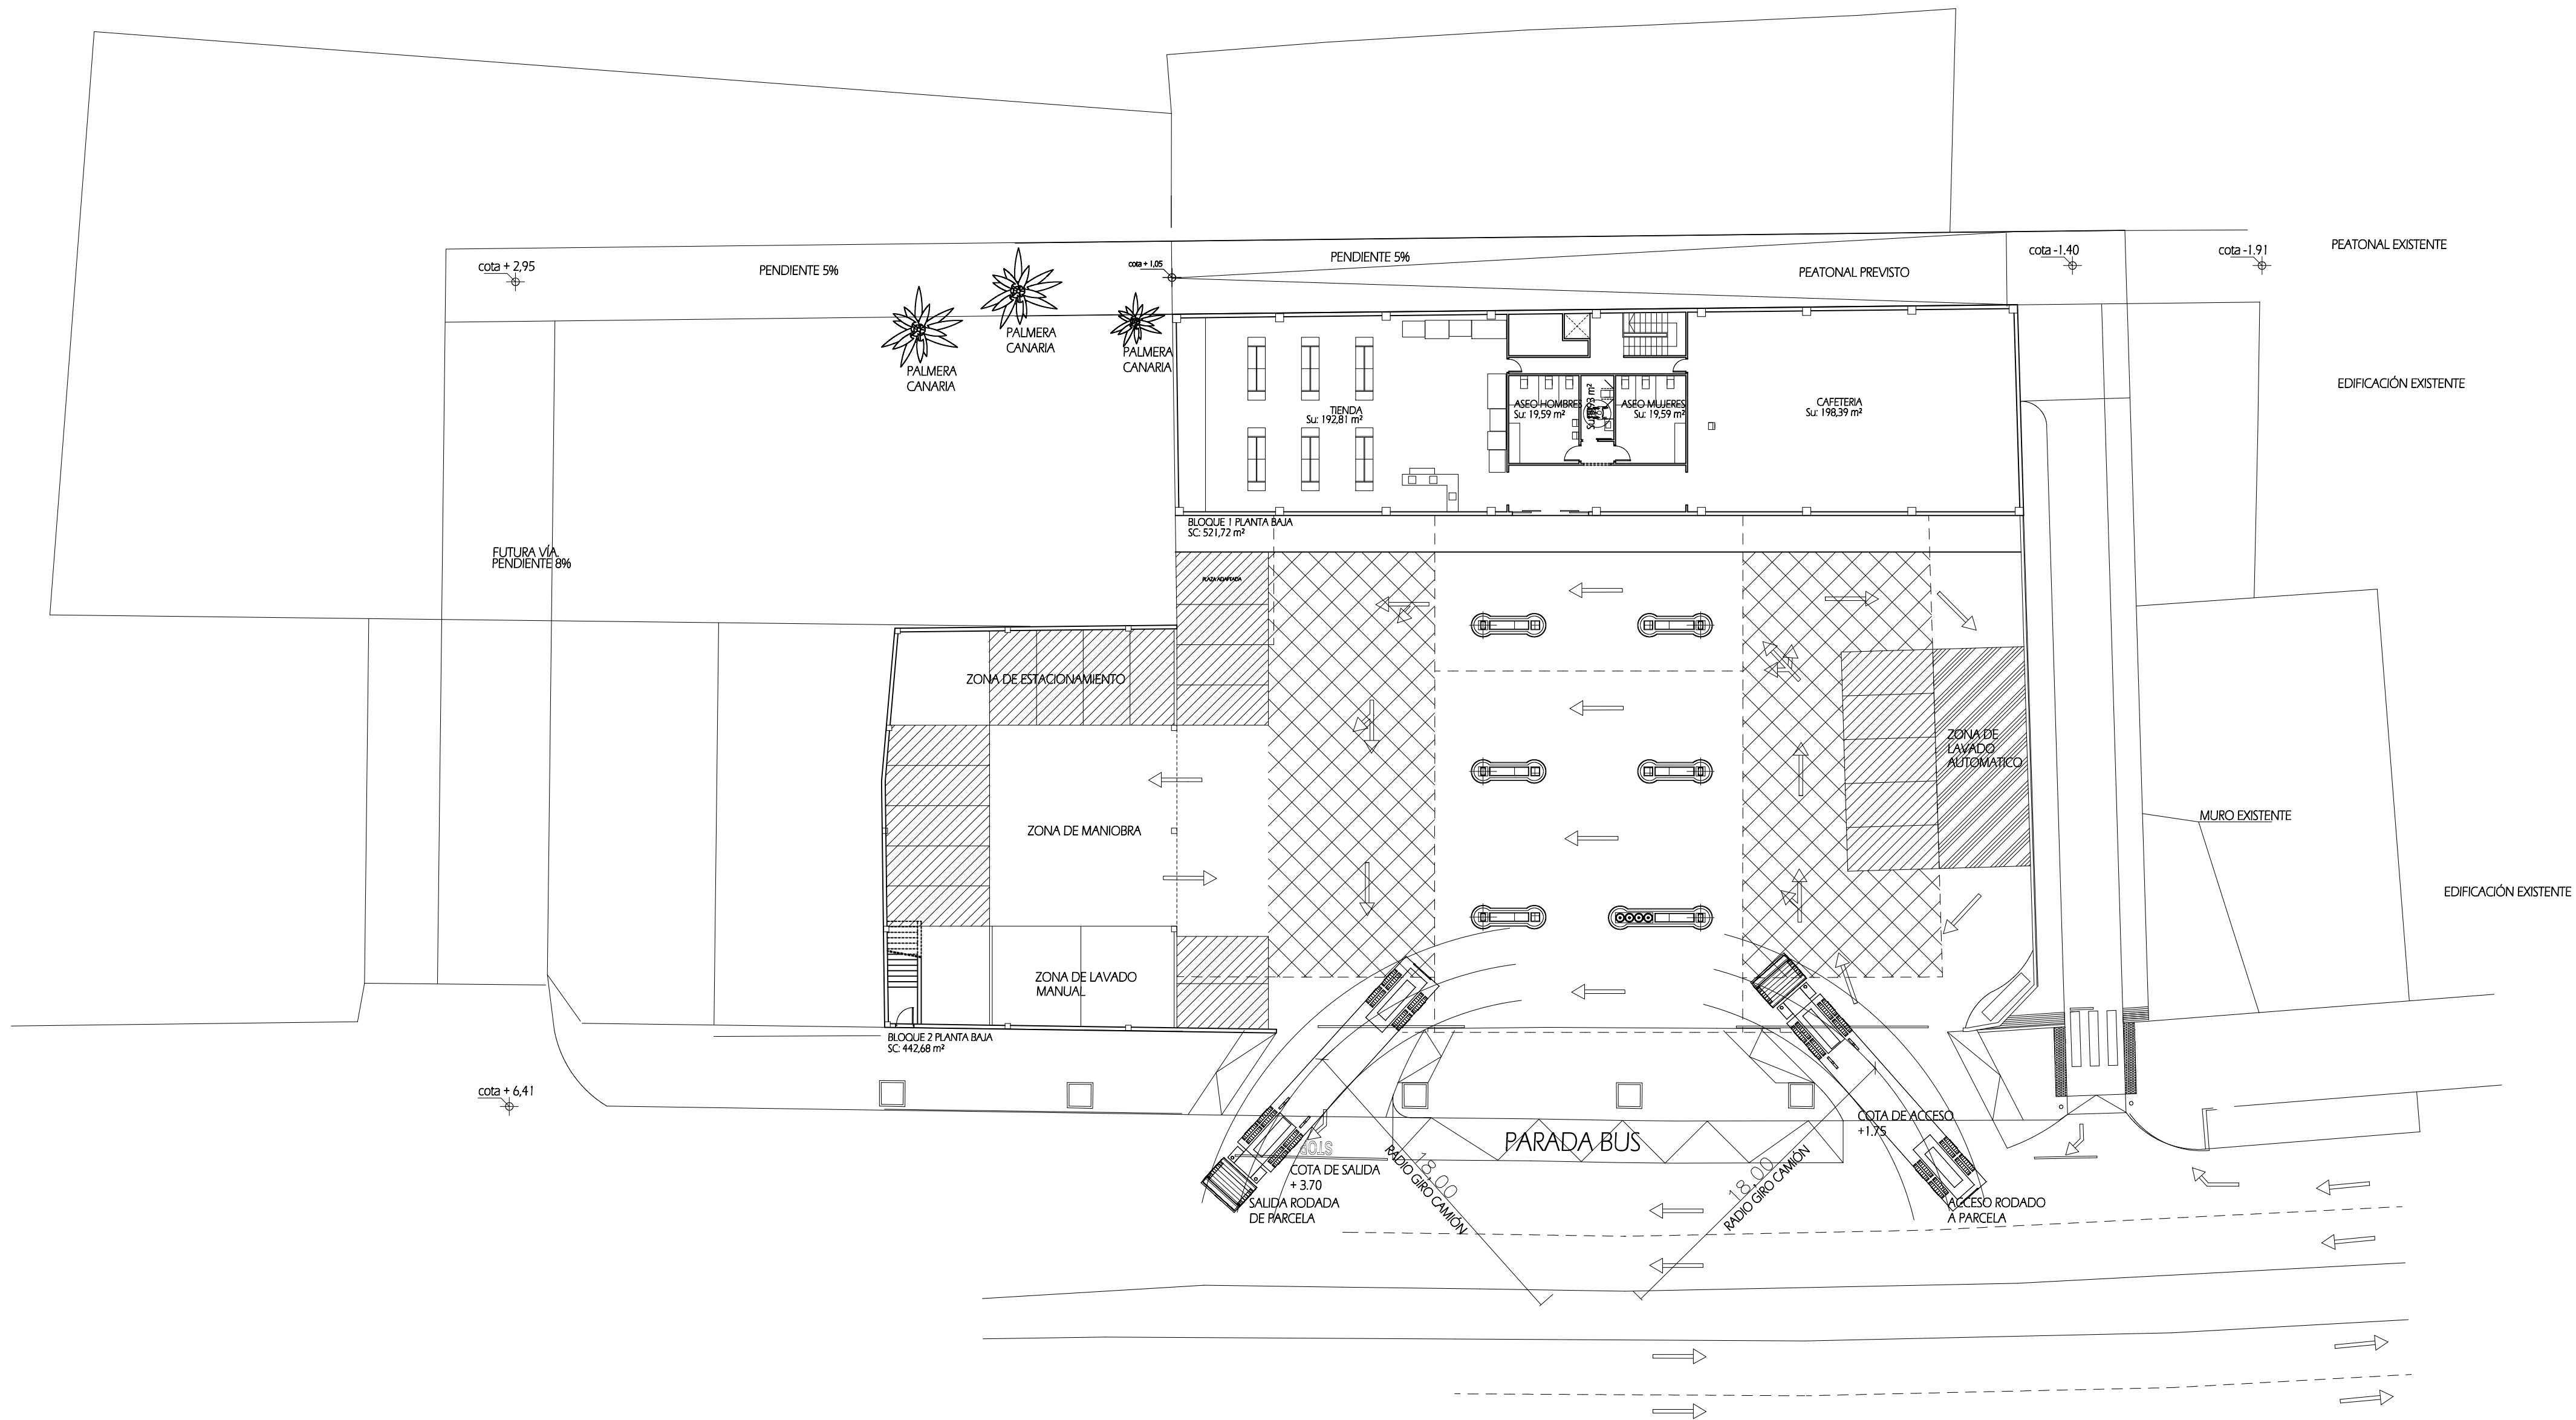 PEATONAL EXISTENTE
cota -1.40
cota -1.91
PENDIENTE 5%
cota + 1,05
cota + 2,95
PENDIENTE 5%
PEATONAL PREVISTO
PALMERA
CANARIA
PALMERA
CANARIA
PALMERA
CANARIA
EDIFICACIÓN EXISTENTE
TIENDA
Su: 192,81 m²
ASEO HOMBRES
Su: 19,59 m²
ASEO MUJERES
Su: 19,59 m²
CAFETERIA
Su: 198,39 m²
BLOQUE 1 PLANTA BAJA
SC: 521,72 m²
FUTURA VÍA.
PENDIENTE 8%
PLAZA ADAPTADA
ZONA DE ESTACIONAMIENTO
ZONA DE
LAVADO
AUTOMATICO
ZONA DE MANIOBRA
MURO EXISTENTE
EDIFICACIÓN EXISTENTE
ZONA DE LAVADO
MANUAL
BLOQUE 2 PLANTA BAJA
SC: 442,68 m²
cota + 6,41
COTA DE ACCESO
+1.75
PARADA BUS
STOP
COTA DE SALIDA
+ 3.70
18,00
RADIO GIRO CAMIÓN
18,00
RADIO GIRO CAMIÓN
SALIDA RODADA
DE PARCELA
ACCESO RODADO
A PARCELA